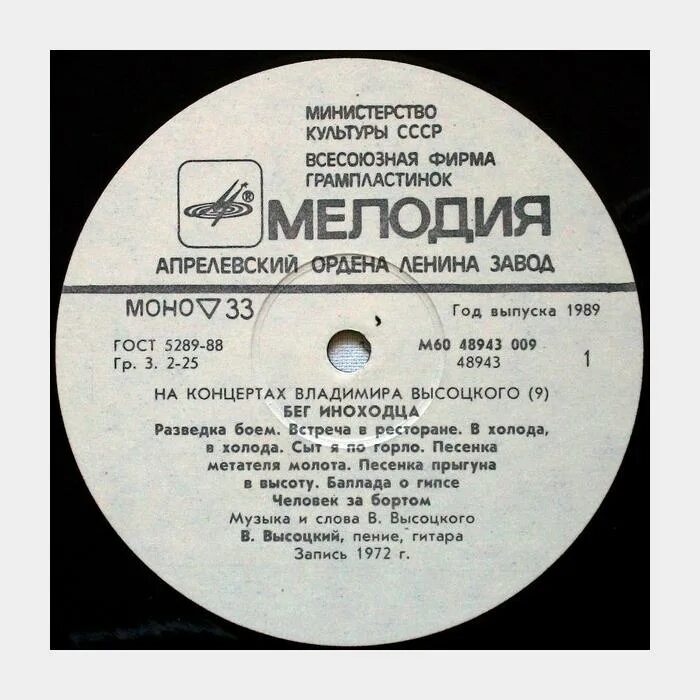 МИНИСТЕРСТВО
КУЛЬТУРЫ СССР
ВСЕСОЮЗНАЯ ФИРМА
ГРАМПЛАСТИНОК
®
МЕЛОДИЯ
АПРЕЛЕВСКИЙ ОРДЕНА ЛЕНИНА ЗАВОД
МОНО ▽ 33
Год выпуска 1989
ГОСТ 5289-88
Гр. 3. 2-25
М60 48943 009
48943
1
НА КОНЦЕРТАХ ВЛАДИМИРА ВЫСОЦКОГО (9)
БЕГ ИНОХОДЦА
Разведка боем. Встреча в ресторане. В холода,
в холода. Сыт я по горло. Песенка
метателя молота. Песенка прыгуна
в высоту. Баллада о гипсе
Человек за бортом
Музыка и слова В. Высоцкого
В. Высоцкий, пение, гитара
Запись 1972 г.